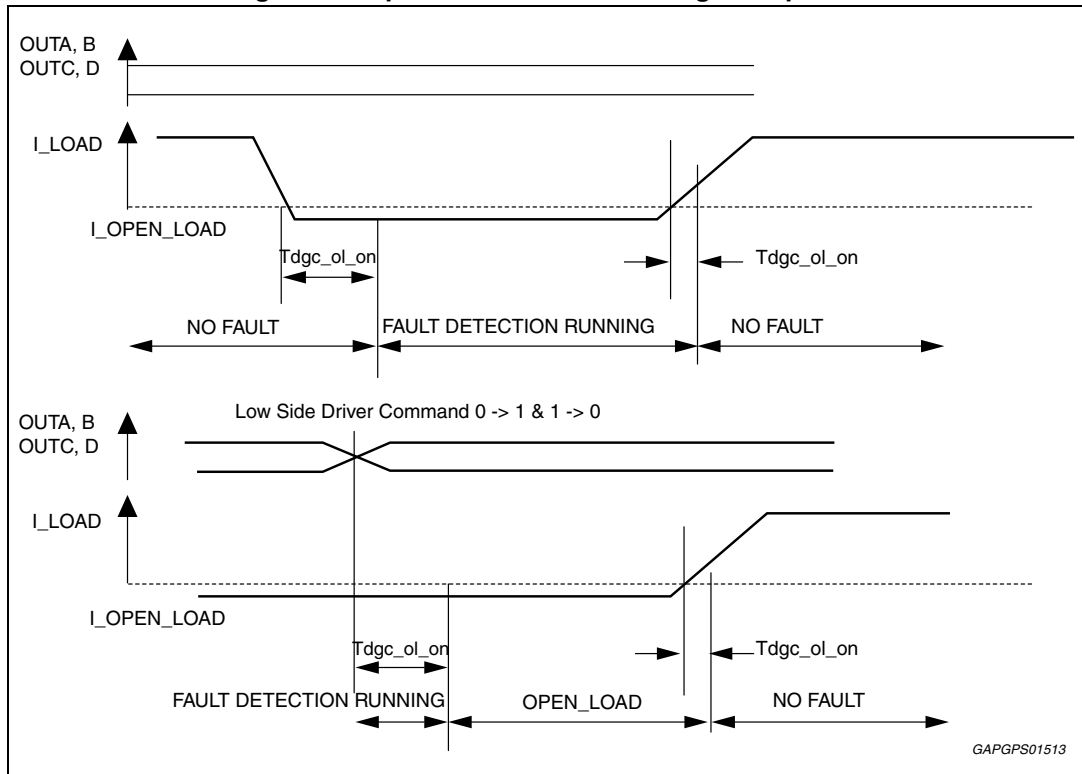 OUTA, B
OUTC, D
I_LOAD
I_OPEN_LOAD
Tdgc_ol_on
Tdgc_ol_on
NO FAULT
FAULT DETECTION RUNNING
NO FAULT
Low Side Driver Command 0 -> 1 & 1 -> 0
OUTA, B
OUTC, D
I_LOAD
I_OPEN_LOAD
Tdgc_ol_on
Tdgc_ol_on
FAULT DETECTION RUNNING
OPEN_LOAD
NO FAULT
GAPGPS01513